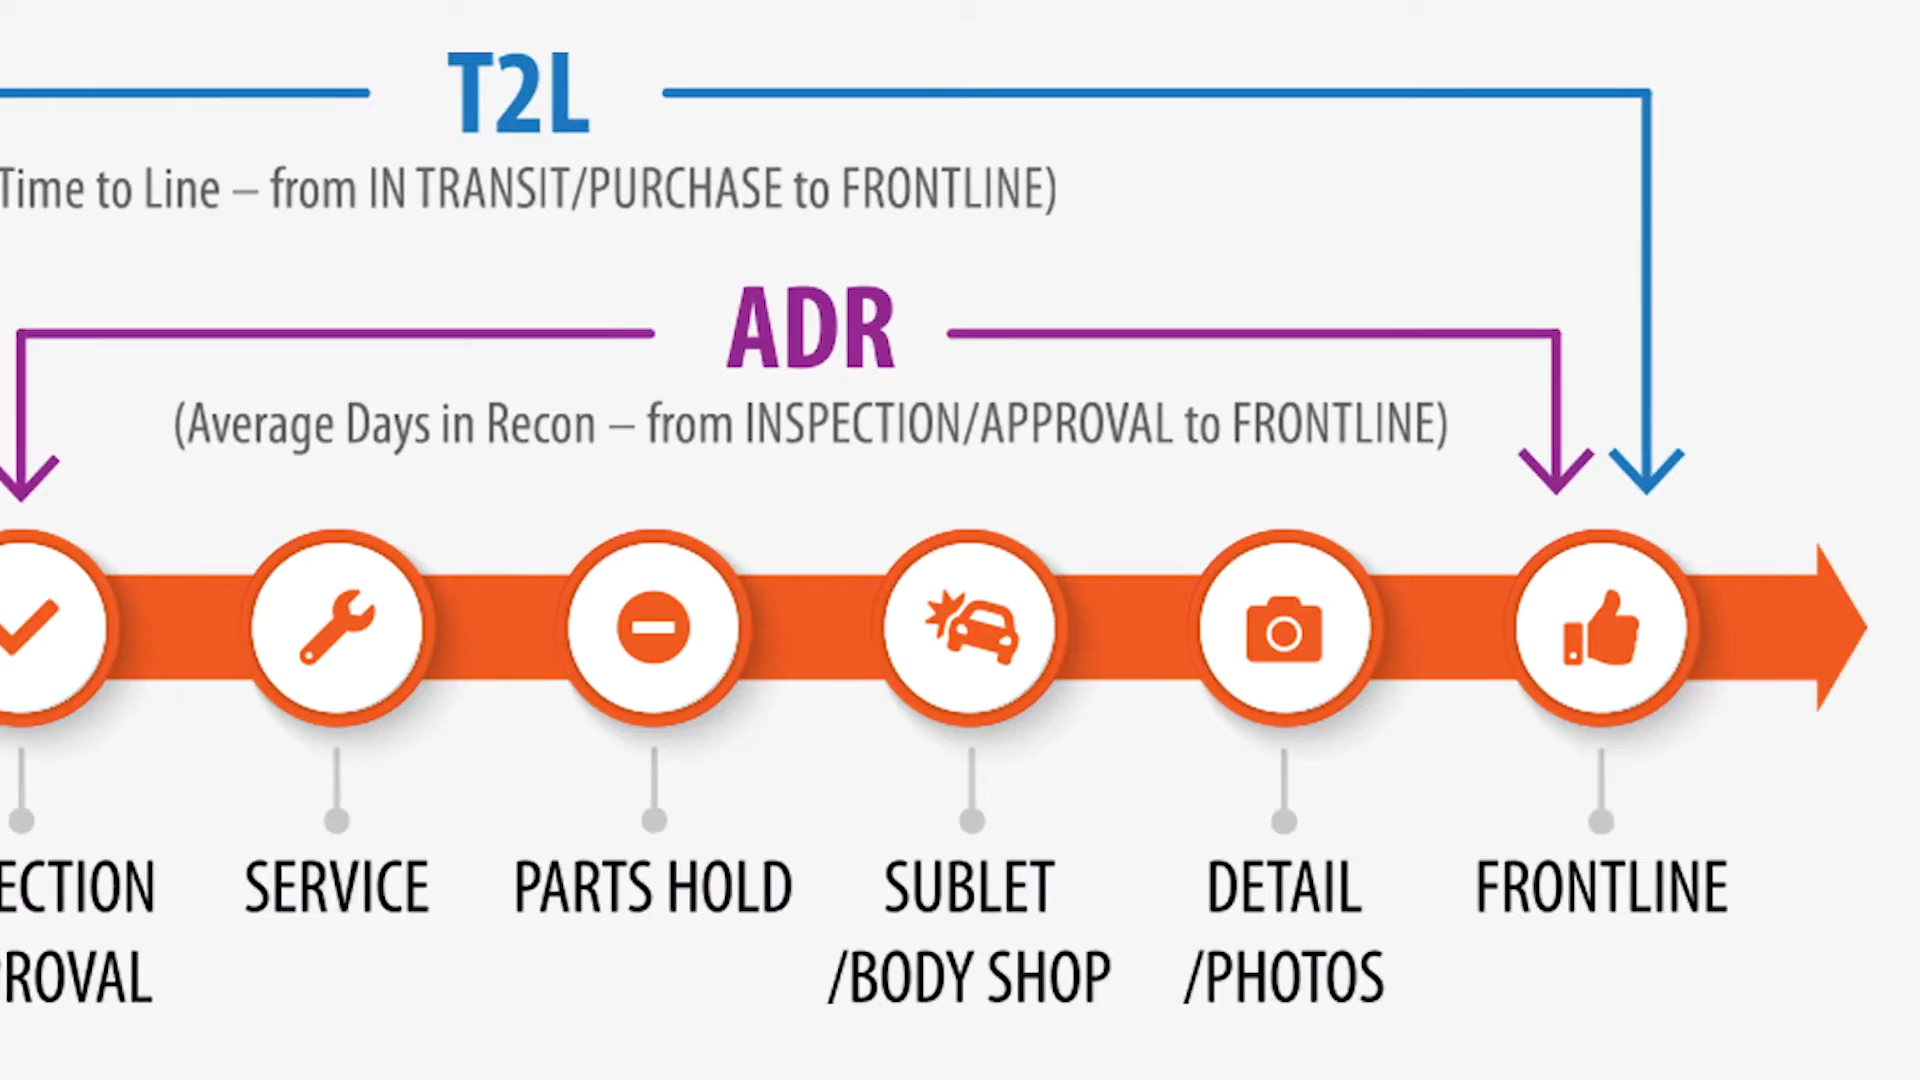 T2L
Time to Line – from IN TRANSIT/PURCHASE to FRONTLINE)
ADR
(Average Days in Recon – from INSPECTION/APPROVAL to FRONTLINE)
ECTION
ROVAL
SERVICE
PARTS HOLD
SUBLET
/BODY SHOP
DETAIL
/PHOTOS
FRONTLINE